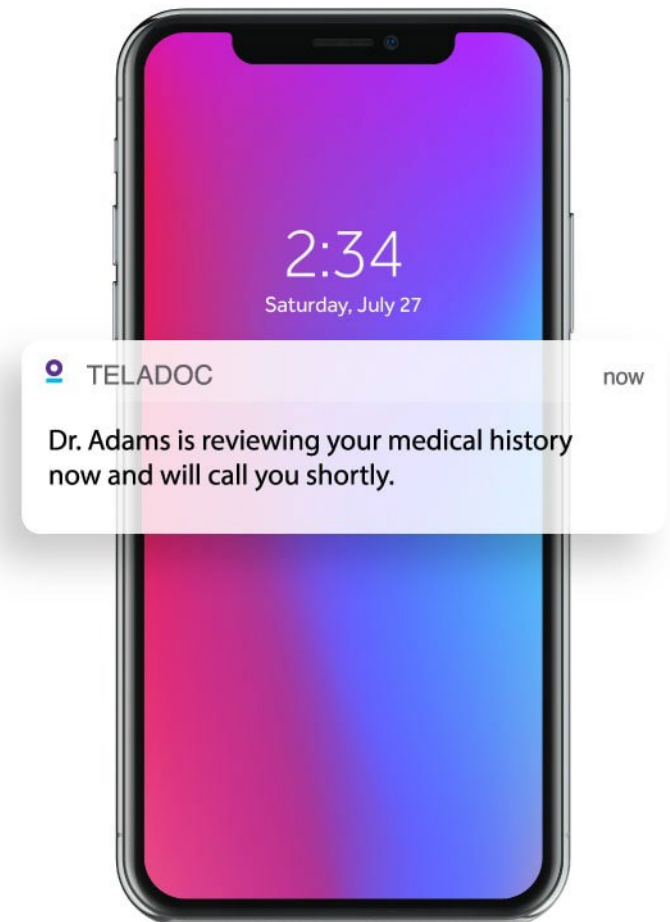 2:34
Saturday, July 27
TELADOC now
Dr. Adams is reviewing your medical history
now and will call you shortly.